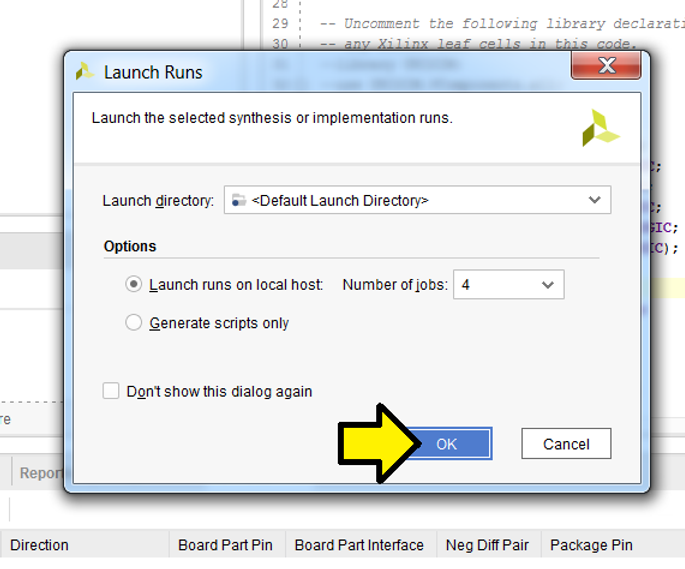 28
29 -- Uncomment the following library declarati
30 -- any Xilinx leaf cells in this code.
Launch Runs
Launch the selected synthesis or implementation runs.
C;
Launch directory: <Default Launch Directory>
C;
GIC;
Options
IC);
Launch runs on local host: Number of jobs: 4
Generate scripts only
Don't show this dialog again
re
OK Cancel
Report
Direction Board Part Pin Board Part Interface Neg Diff Pair Package Pin